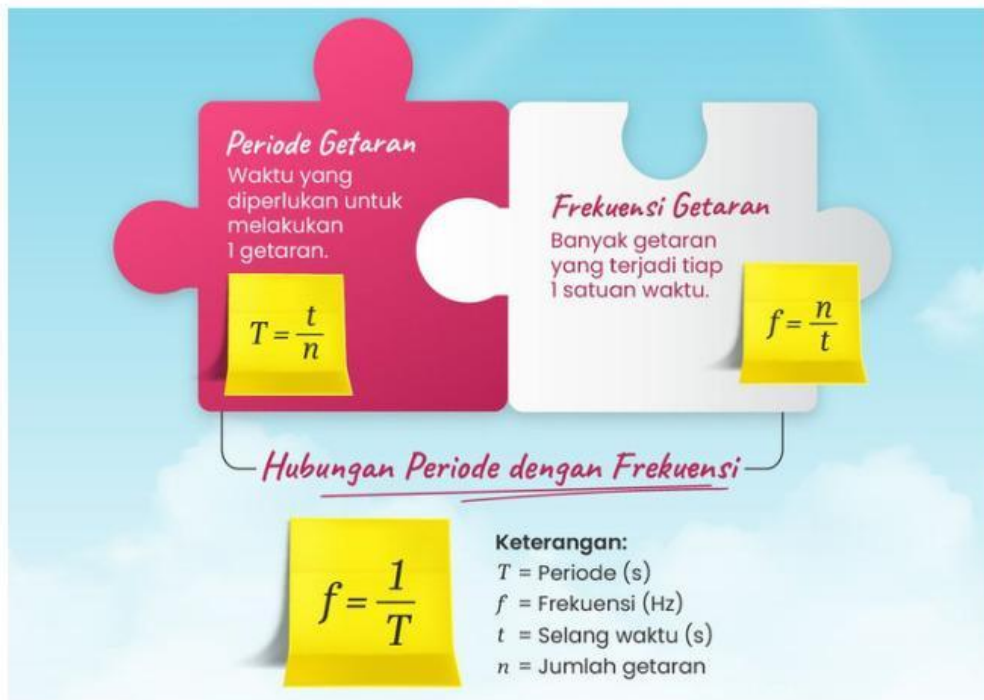 Periode Getaran
Waktu yang
diperlukan untuk
melakukan
1 getaran.
T = t/n
Frekuensi Getaran
Banyak getaran
yang terjadi tiap
1 satuan waktu.
f = n/t
Hubungan Periode dengan Frekuensi
f = 1/T
Keterangan:
T = Periode (s)
f = Frekuensi (Hz)
t = Selang waktu (s)
n = Jumlah getaran